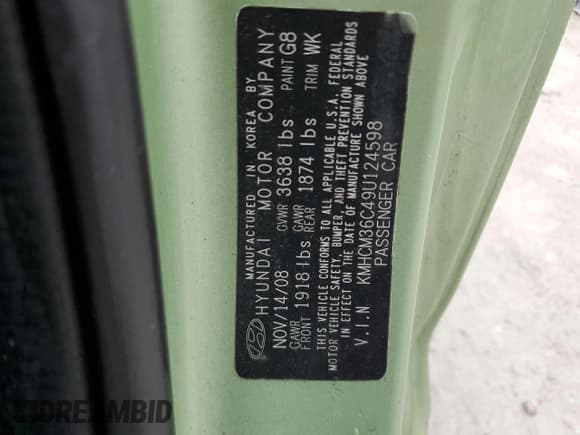 MANUFACTURED IN KOREA BY
HYUNDAI MOTOR COMPANY
NOV/14/08 GVWR 3638 lbs PAINT G8
GAWR FRONT 1918 lbs GAWR REAR 1874 lbs TRIM WK
THIS VEHICLE CONFORMS TO ALL APPLICABLE U.S.A. FEDERAL
MOTOR VEHICLE SAFETY, BUMPER, AND THEFT PREVENTION STANDARDS
IN EFFECT ON THE DATE OF MANUFACTURE SHOWN ABOVE
V.I.N KMHCM36C49U124598
PASSENGER CAR
DREAMBID